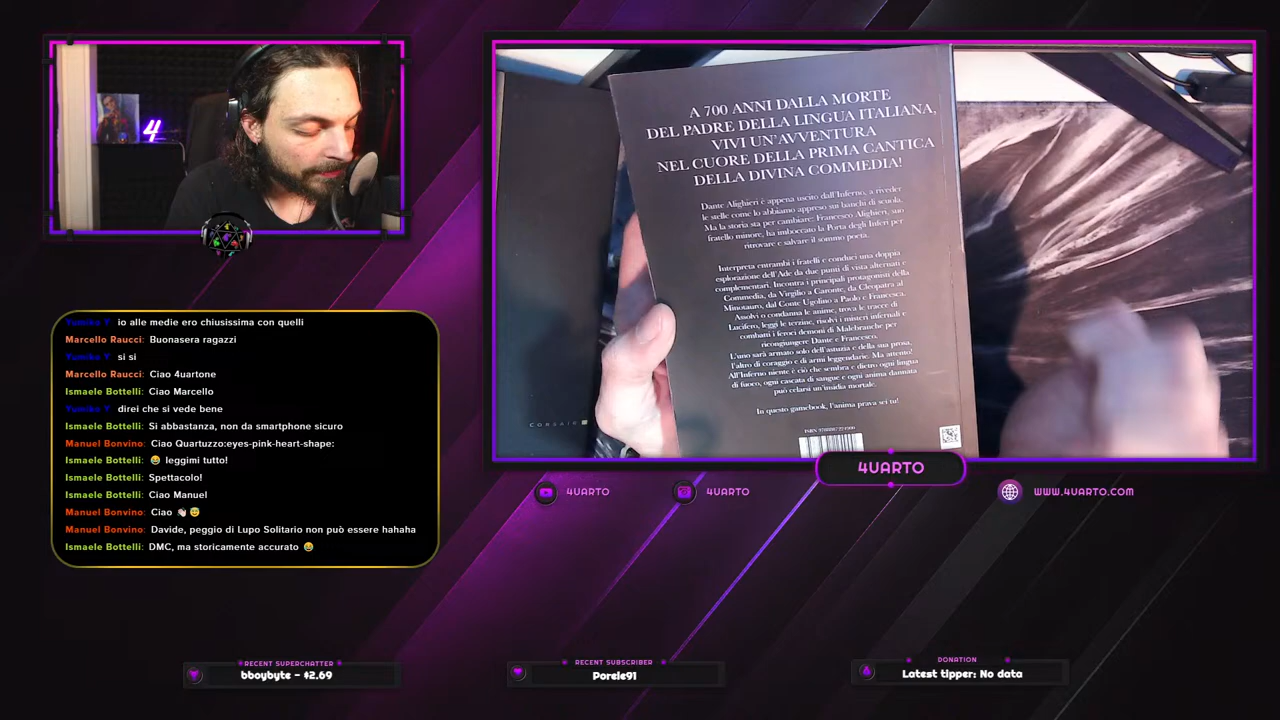 4
A 700 ANNI DALLA MORTE
DEL PADRE DELLA LINGUA ITALIANA,
VIVI UN'AVVENTURA
NEL CUORE DELLA PRIMA CANTICA
DELLA DIVINA COMMEDIA!
Dante Alighieri è appena uscito dall'Inferno, a riveder
le stelle come lo abbiamo appreso sui banchi di scuola.
Ma la storia sta per cambiare: Francesco Alighieri, suo
fratello minore, ha imboccato la Porta degli Inferi per
ritrovare e salvare il sommo poeta.
Interpreta entrambi i fratelli e conduci una doppia
esplorazione dell'Ade da due punti di vista alternati e
complementari. Incontra i principali protagonisti della
Commedia, da Virgilio a Caronte, da Cleopatra al
Minotauro, dal Conte Ugolino a Paolo e Francesca.
Assolvi o condanna le anime, trova le tracce di
Lucifero, leggi le terzine, risolvi i misteri infernali e
combatti i feroci demoni di Malebranche per
ricongiungere Dante e Francesco.
L'uno sarà armato solo dell'astuzia e della sua prosa,
l'altro di coraggio e di armi leggendarie. Ma attento!
All'Inferno niente è ciò che sembra e dietro ogni lingua
di fuoco, ogni cascata di sangue e ogni anima dannata
può celarsi un'insidia mortale.
In questo gamebook, l'anima prava sei tu!
ISBN
CORSAIR
Yumiko Y io alle medie ero chiusissima con quelli
Marcello Raucci: Buonasera ragazzi
Yumiko Y si si
Marcello Raucci: Ciao 4uartone
Ismaele Bottelli: Ciao Marcello
Yumiko Y direi che si vede bene
Ismaele Bottelli: Si abbastanza, non da smartphone sicuro
Manuel Bonvino: Ciao Quartuzzo:eyes-pink-heart-shape:
Ismaele Bottelli: 😅 leggimi tutto!
Ismaele Bottelli: Spettacolo!
Ismaele Bottelli: Ciao Manuel
Manuel Bonvino: Ciao 👏🏻😇
Manuel Bonvino: Davide, peggio di Lupo Solitario non può essere hahaha
Ismaele Bottelli: DMC, ma storicamente accurato 😅
4UARTO
4UARTO
4UARTO
WWW.4UARTO.COM
RECENT SUPERCHATTER
bboybyte - $2.69
RECENT SUBSCRIBER
Porele91
DONATION
Latest tipper: No data